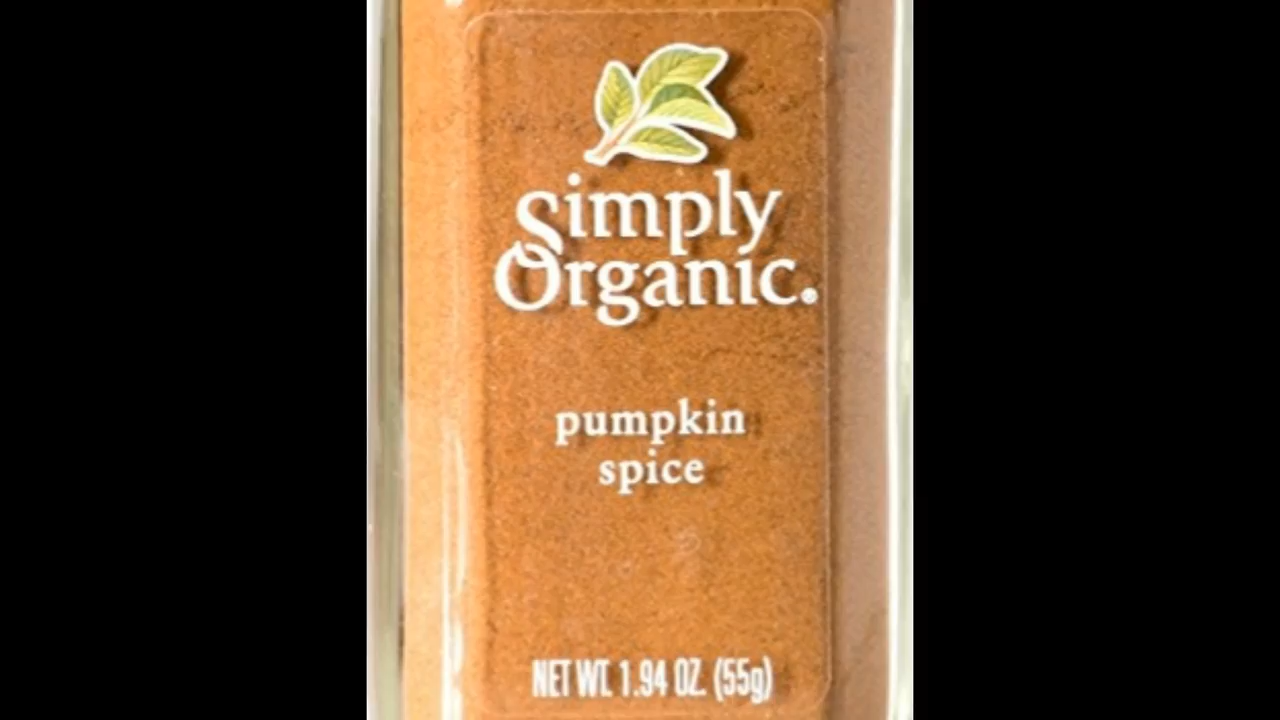 Simply
Organic.
pumpkin
spice
NET WT. 1.94 OZ. (55g)